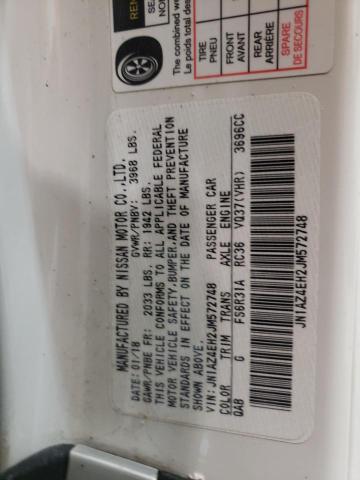 MANUFACTURED BY NISSAN MOTOR CO.,LTD.
DATE: 01/18 GVWR/PNBV: 3968 LBS.
GAWR/PNBE FR: 2033 LBS. RR: 1942 LBS.
THIS VEHICLE CONFORMS TO ALL APPLICABLE FEDERAL
MOTOR VEHICLE SAFETY,BUMPER,AND THEFT PREVENTION
STANDARDS IN EFFECT ON THE DATE OF MANUFACTURE
SHOWN ABOVE.
VIN: JN1AZ4EH2JM572748 PASSENGER CAR
COLOR TRIM TRANS AXLE ENGINE
QAB G FS8R31A RC36 VQ37(VHR) 3696CC
JN1AZ4EH2JM572748
The combined we
Le poids total des
TIRE
PNEU
FRONT
AVANT
REAR
ARRIÈRE
SPARE
DE SECOURS